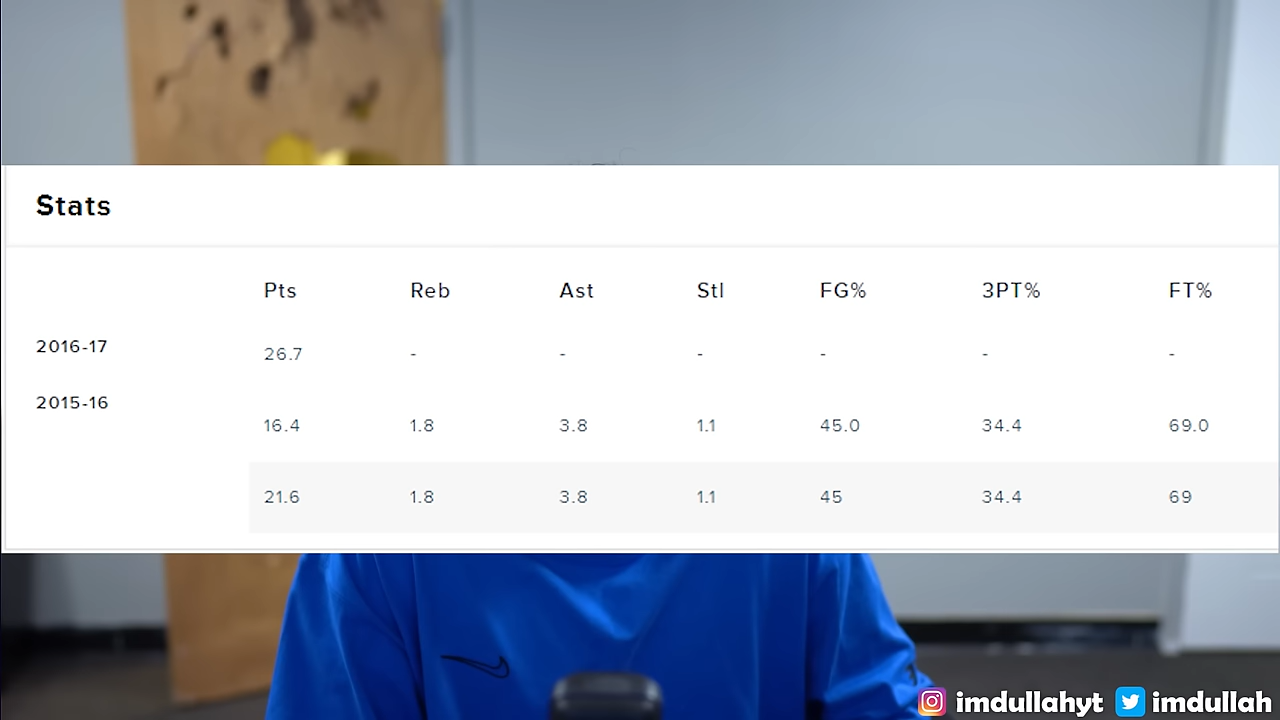 Stats
Pts Reb Ast Stl FG% 3PT% FT%
2016-17 26.7 - - - - - -
2015-16 16.4 1.8 3.8 1.1 45.0 34.4 69.0
21.6 1.8 3.8 1.1 45 34.4 69
imdullahyt imdullah